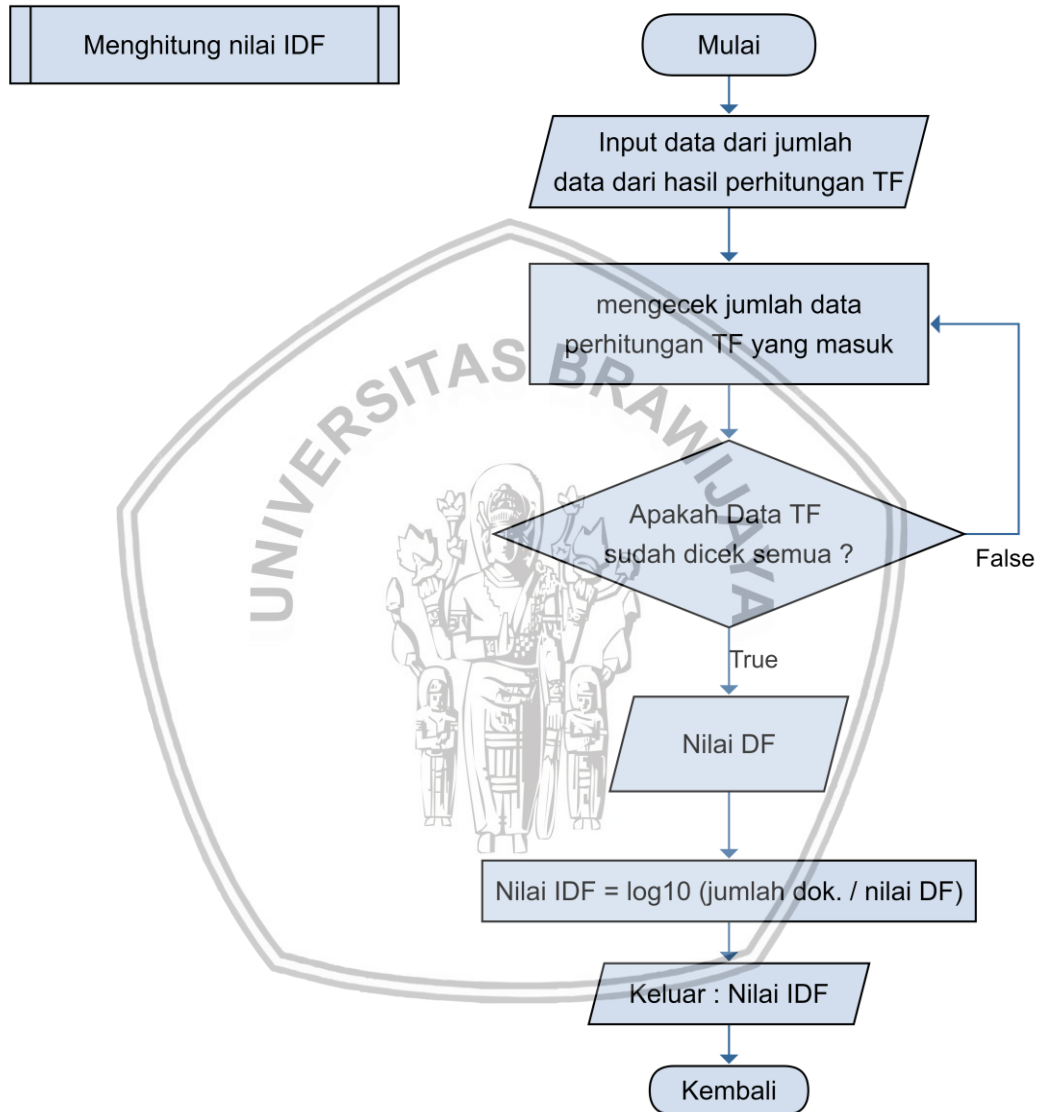 Menghitung nilai IDF
Mulai
Input data dari jumlah
data dari hasil perhitungan TF
mengecek jumlah data
perhitungan TF yang masuk
UNIVERSITAS BRAWIJAYA
Apakah Data TF
sudah dicek semua ?
False
True
Nilai DF
Nilai IDF = log10 (jumlah dok. / nilai DF)
Keluar : Nilai IDF
Kembali